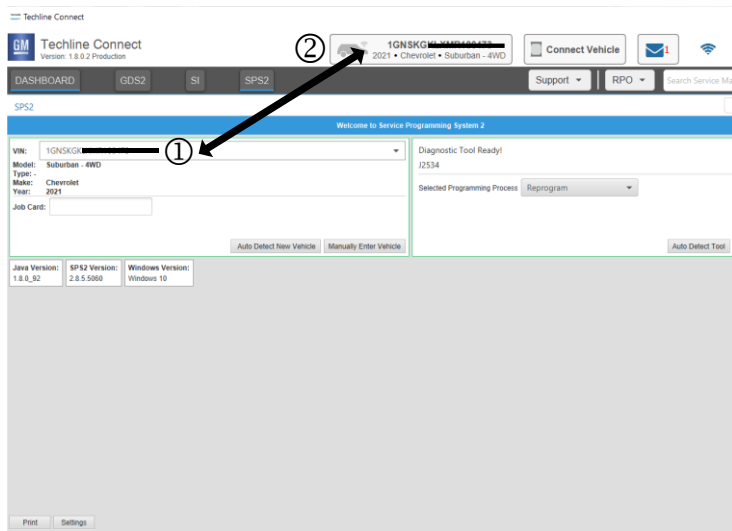 Techline Connect
GM
Techline Connect
Version: 1.8.0.2 Production
②
2021 • Chevrolet • Suburban - 4WD
Connect Vehicle
1
DASHBOARD
GDS2
SI
SPS2
Support
RPO
Search Service Ma
SPS2
Welcome to Service Programming System 2
VIN:
1GNSKGK
①
Model: Suburban - 4WD
Type: -
Make: Chevrolet
Year: 2021
Job Card:
Auto Detect New Vehicle
Manually Enter Vehicle
Diagnostic Tool Ready!
J2534
Selected Programming Process
Reprogram
Auto Detect Tool
Java Version:
1.8.0_92
SPS2 Version:
2.8.5.5060
Windows Version:
Windows 10
Print
Settings